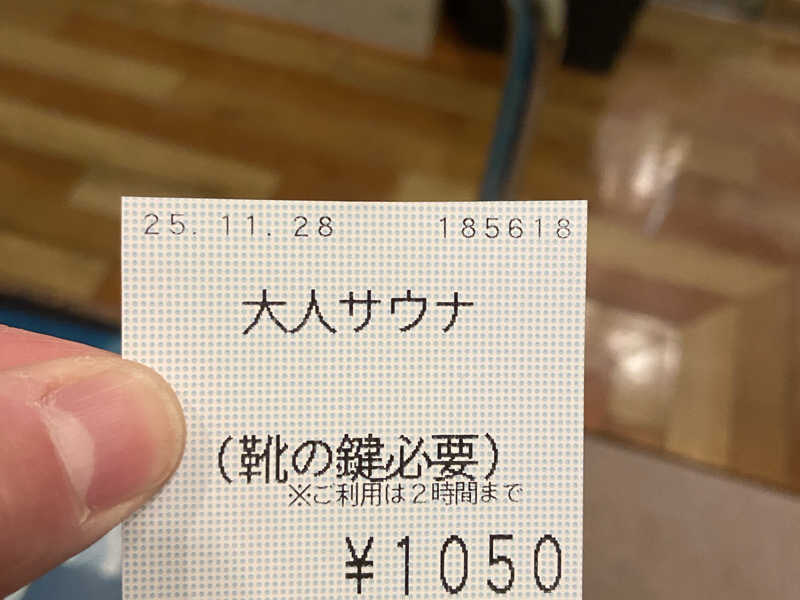 25.11.28 185618
大人サウナ
(靴の鍵必要)
※ご利用は2時間まで
¥1050